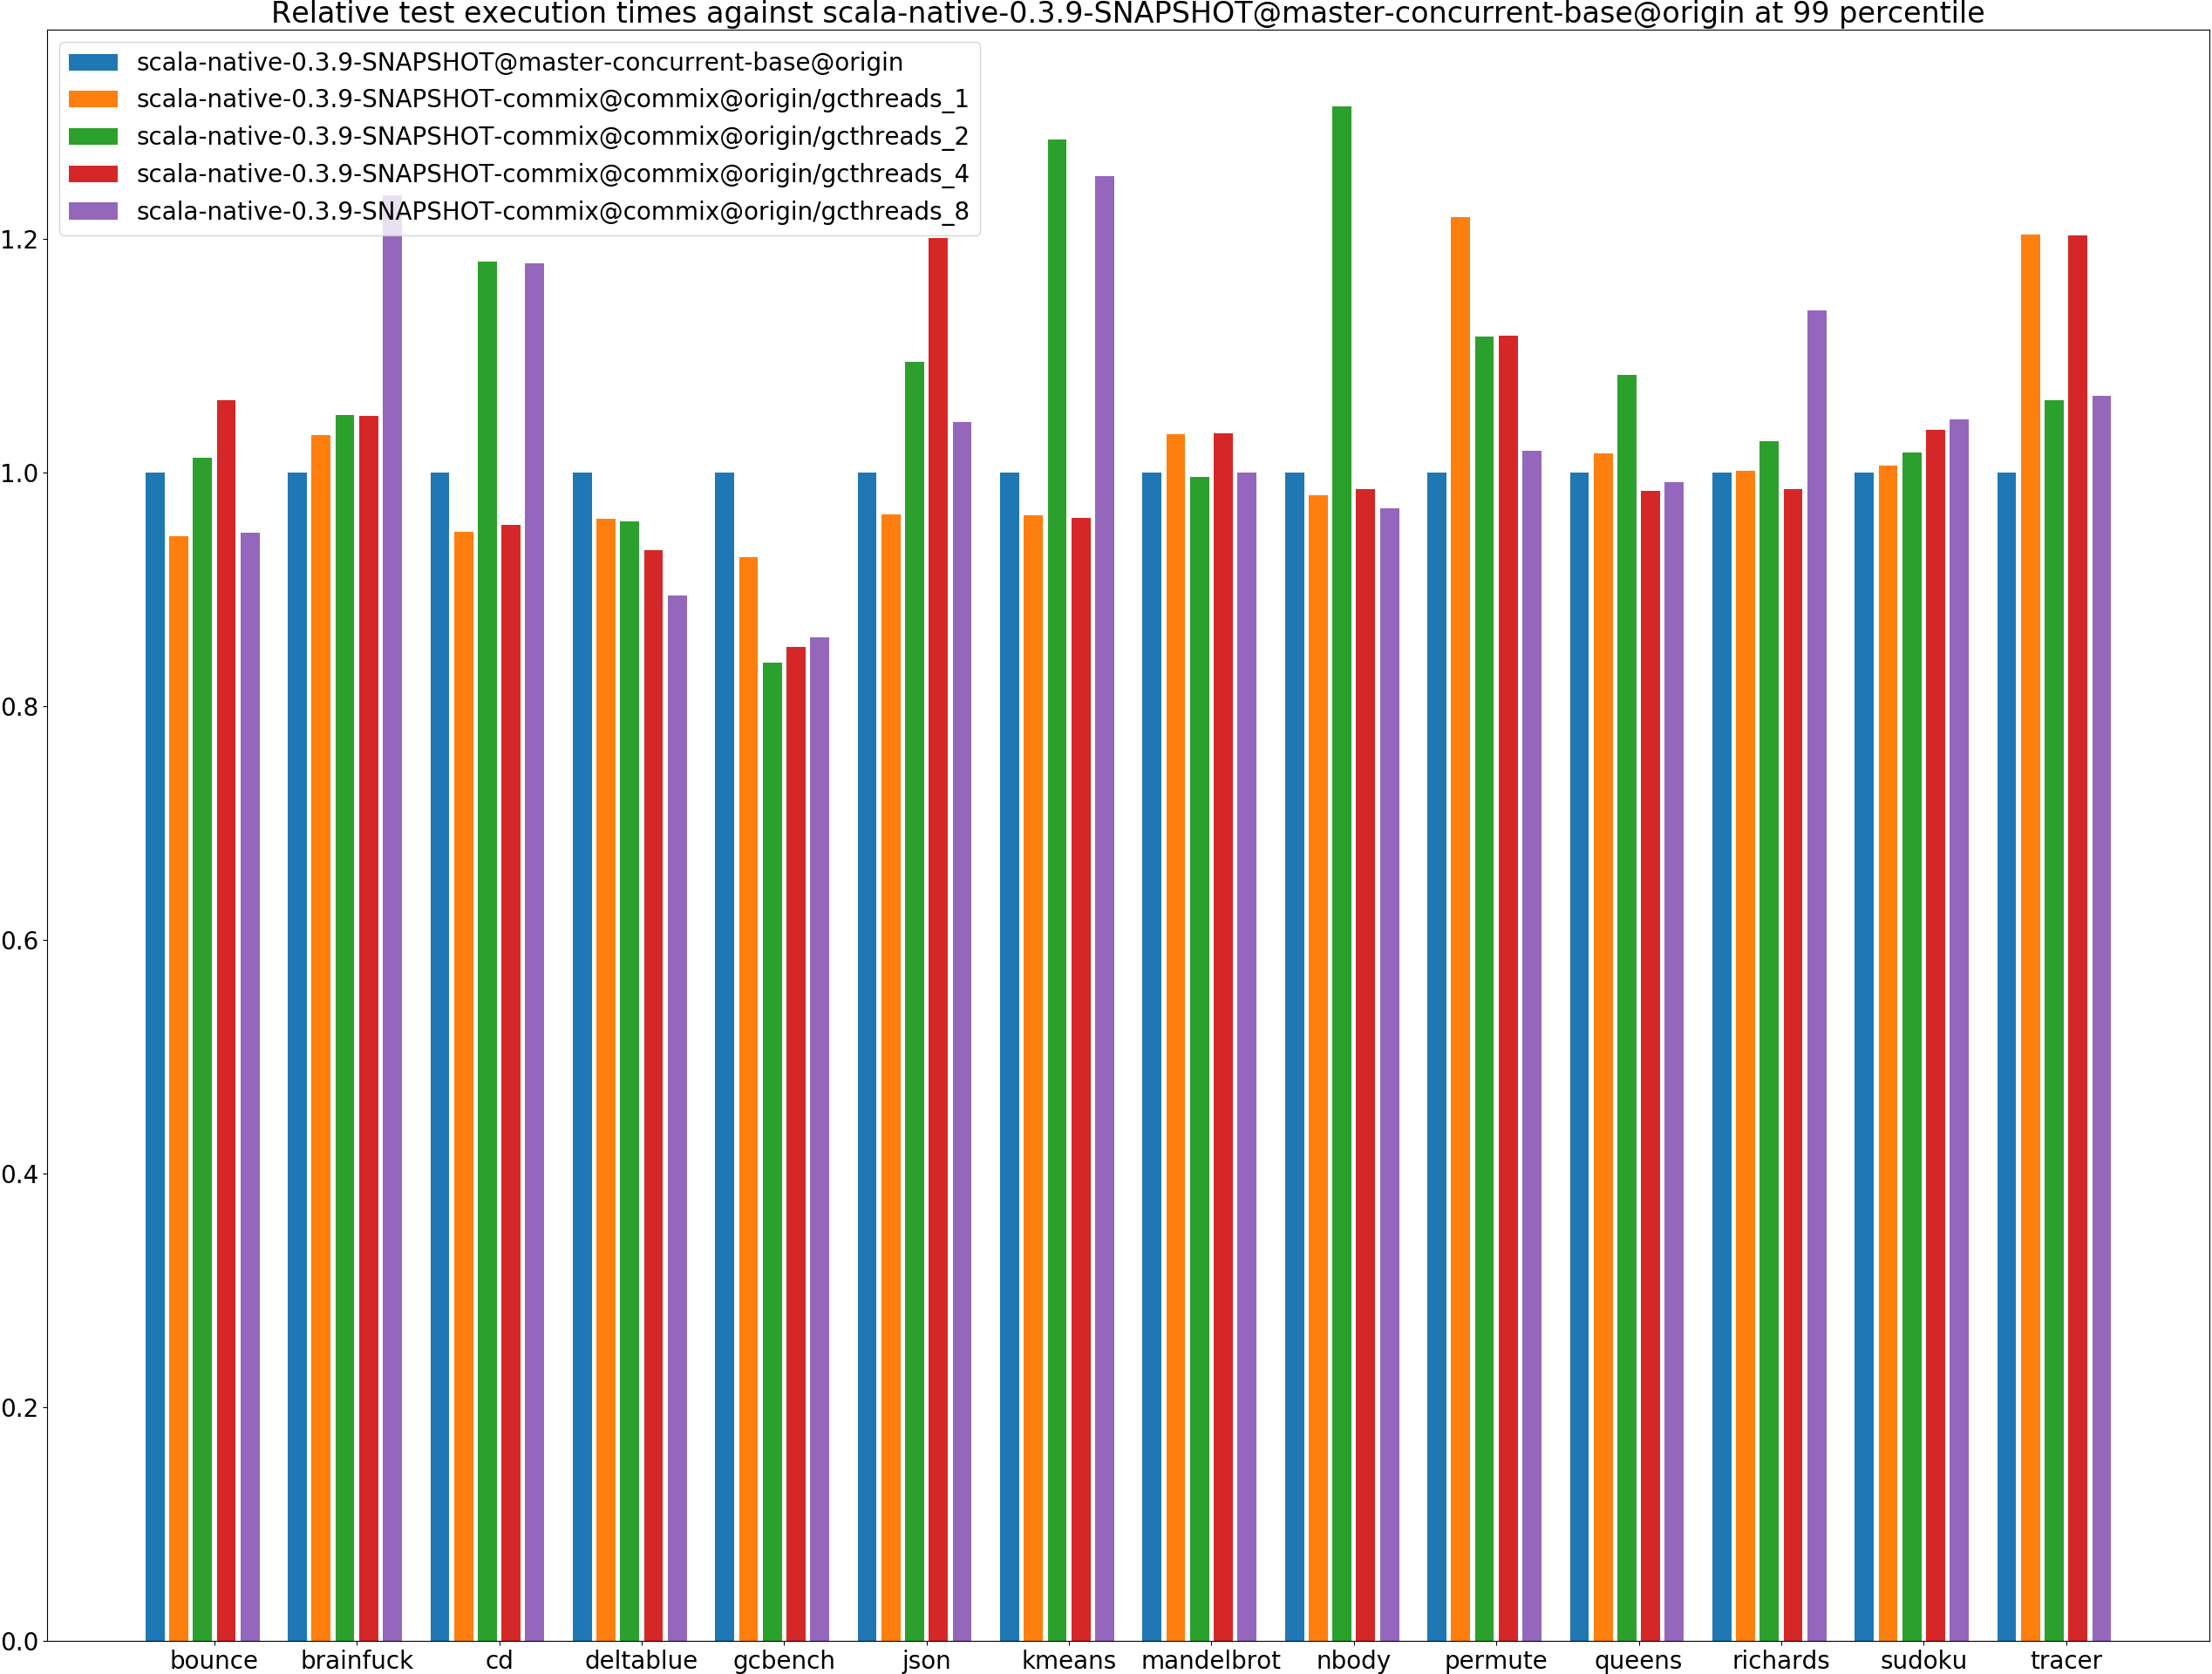 Relative test execution times against scala-native-0.3.9-SNAPSHOT@master-concurrent-base@origin at 99 percentile
scala-native-0.3.9-SNAPSHOT@master-concurrent-base@origin
scala-native-0.3.9-SNAPSHOT-commix@commix@origin/gcthreads_1
scala-native-0.3.9-SNAPSHOT-commix@commix@origin/gcthreads_2
scala-native-0.3.9-SNAPSHOT-commix@commix@origin/gcthreads_4
scala-native-0.3.9-SNAPSHOT-commix@commix@origin/gcthreads_8
1.2
1.0
0.8
0.6
0.4
0.2
0.0
bounce brainfuck cd deltablue gcbench json kmeans mandelbrot nbody permute queens richards sudoku tracer